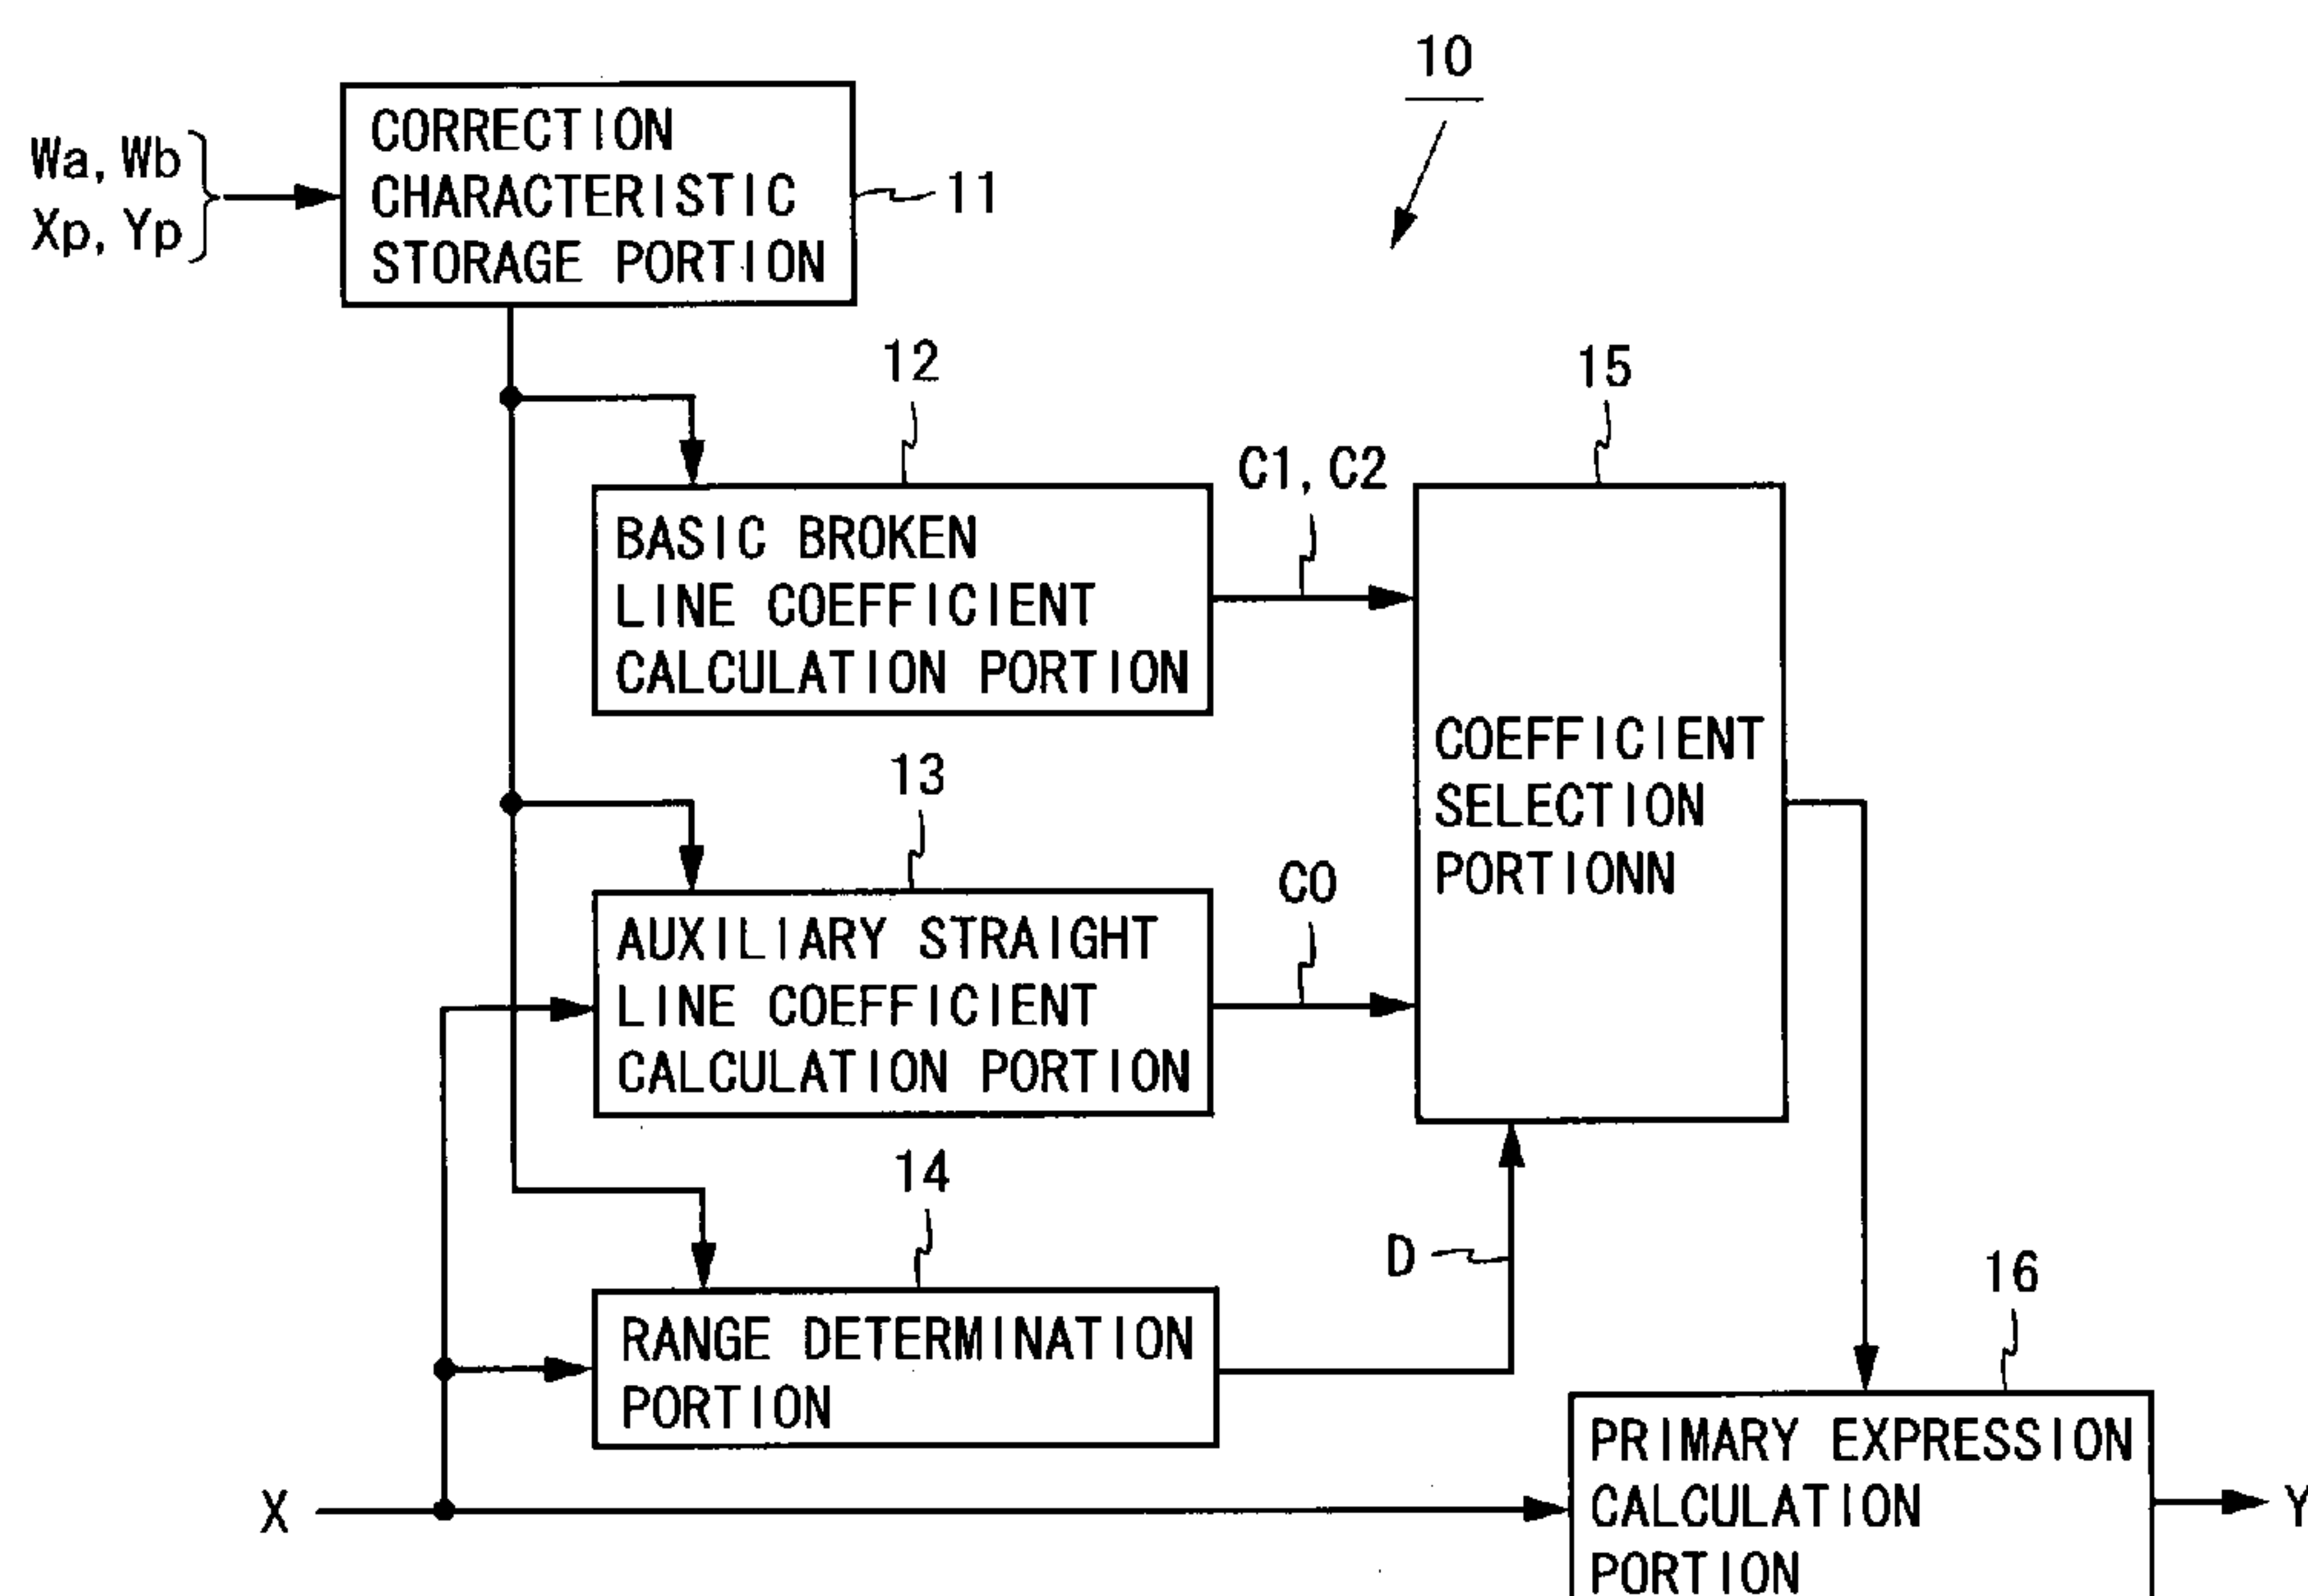 10
Wa, Wb
Xp, Yp
CORRECTION
CHARACTERISTIC
STORAGE PORTION
11
12
BASIC BROKEN
LINE COEFFICIENT
CALCULATION PORTION
C1, C2
15
COEFFICIENT
SELECTION
PORTIONN
13
AUXILIARY STRAIGHT
LINE COEFFICIENT
CALCULATION PORTION
C0
14
RANGE DETERMINATION
PORTION
D
16
PRIMARY EXPRESSION
CALCULATION
PORTION
X
Y